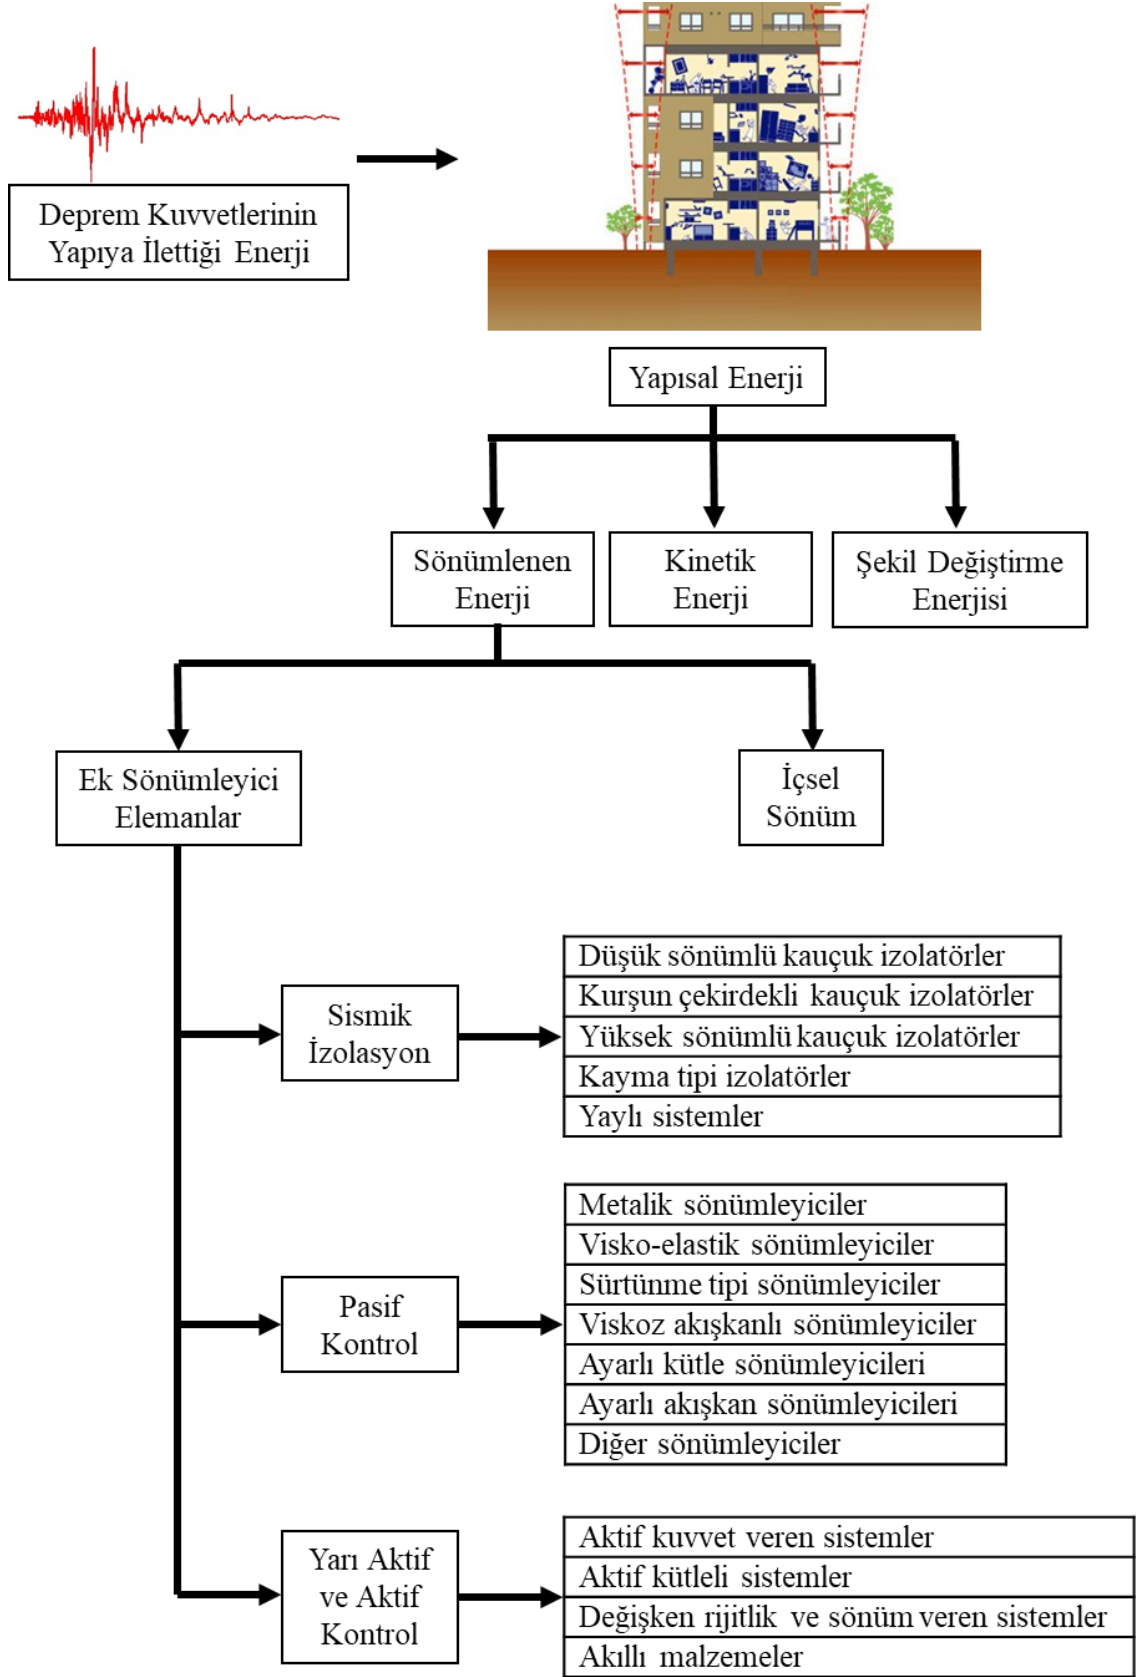 Deprem Kuvvetlerinin
Yapıya İlettiği Enerji
Yapısal Enerji
Sönümlenen
Enerji
Kinetik
Enerji
Şekil Değiştirme
Enerjisi
Ek Sönümleyici
Elemanlar
İçsel
Sönüm
Sismik
İzolasyon
Düşük sönümlü kauçuk izolatörler
Kurşun çekirdekli kauçuk izolatörler
Yüksek sönümlü kauçuk izolatörler
Kayma tipi izolatörler
Yaylı sistemler
Pasif
Kontrol
Metalik sönümleyiciler
Visko-elastik sönümleyiciler
Sürtünme tipi sönümleyiciler
Viskoz akışkanlı sönümleyiciler
Ayarlı kütle sönümleyicileri
Ayarlı akışkan sönümleyicileri
Diğer sönümleyiciler
Yarı Aktif
ve Aktif
Kontrol
Aktif kuvvet veren sistemler
Aktif kütleli sistemler
Değişken rijitlik ve sönüm veren sistemler
Akıllı malzemeler